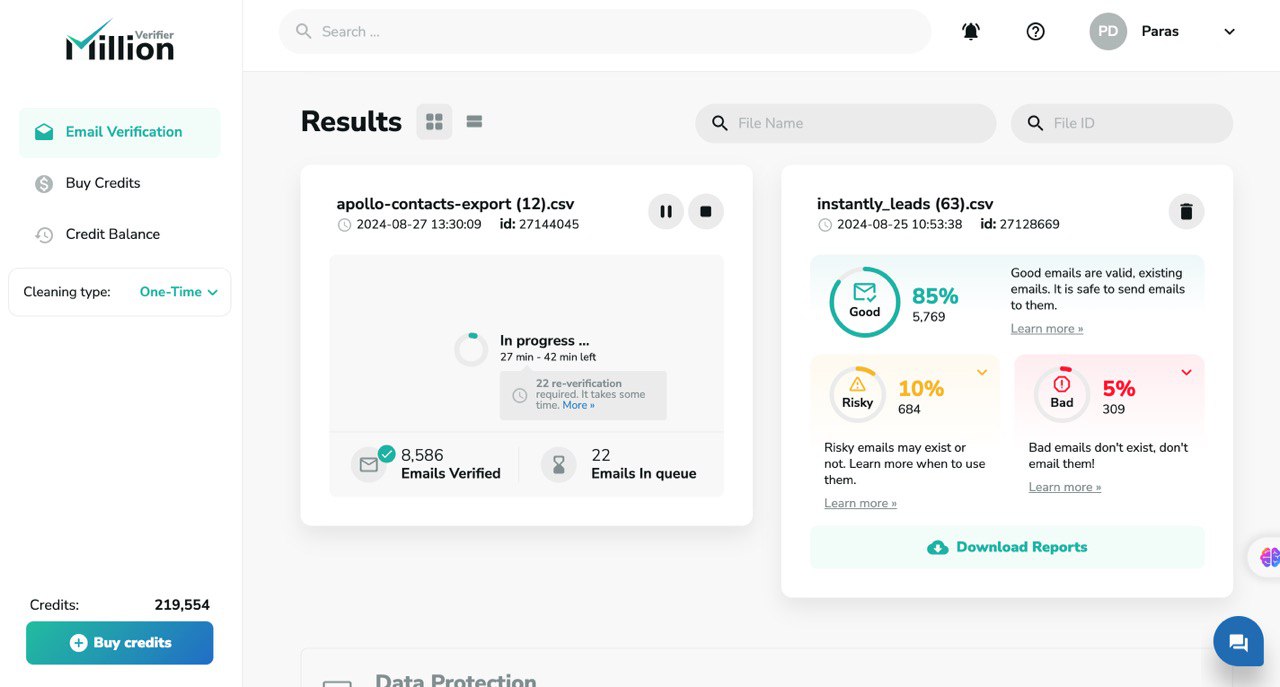 Million Verifier
Search ...
PD
Paras
Email Verification
Buy Credits
Credit Balance
Cleaning type: One-Time
Credits: 219,554
Buy credits
Results
File Name
File ID
apollo-contacts-export (12).csv
2024-08-27 13:30:09 id: 27144045
In progress ...
27 min - 42 min left
22 re-verification
required. It takes some
time. More »
8,586
Emails Verified
22
Emails In queue
instantly_leads (63).csv
2024-08-25 10:53:38 id: 27128669
Good
85%
5,769
Good emails are valid, existing
emails. It is safe to send emails
to them.
Learn more »
Risky
10%
684
Risky emails may exist or
not. Learn more when to use
them.
Learn more »
Bad
5%
309
Bad emails don't exist, don't
email them!
Learn more »
Download Reports
Data Protection